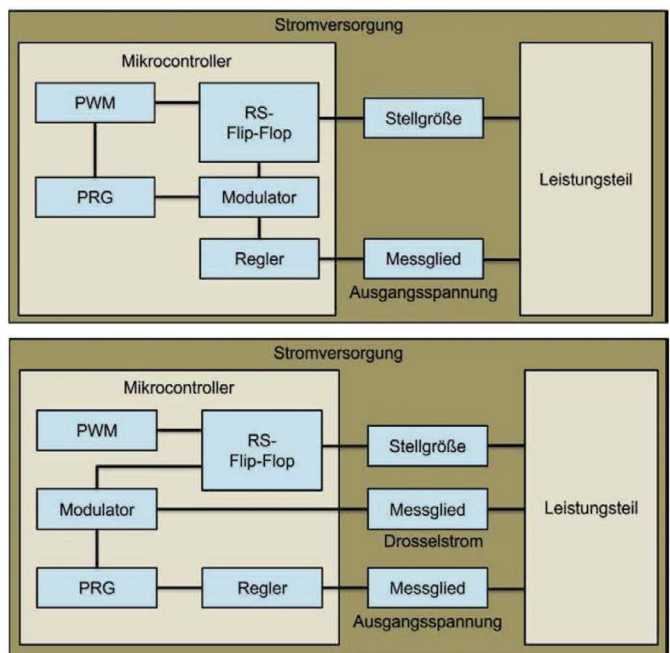 Stromversorgung
Mikrocontroller
PWM
RS-
Flip-Flop
Stellgröße
Leistungsteil
PRG
Modulator
Regler
Messglied
Ausgangsspannung
Stromversorgung
Mikrocontroller
PWM
RS-
Flip-Flop
Stellgröße
Modulator
Messglied
Drosselstrom
Leistungsteil
PRG
Regler
Messglied
Ausgangsspannung